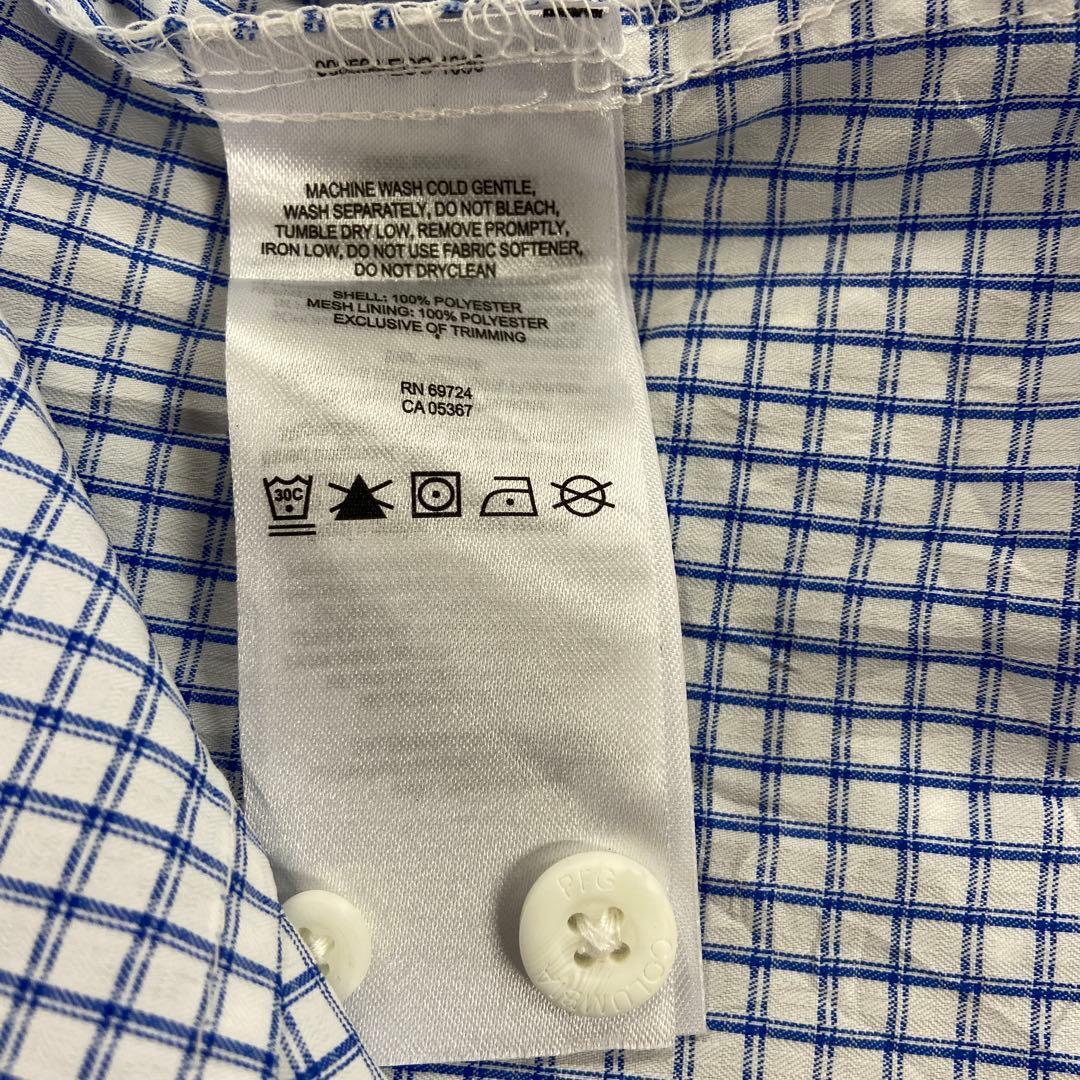 MACHINE WASH COLD GENTLE,
WASH SEPARATELY, DO NOT BLEACH,
TUMBLE DRY LOW, REMOVE PROMPTLY,
IRON LOW, DO NOT USE FABRIC SOFTENER,
DO NOT DRYCLEAN
SHELL: 100% POLYESTER
MESH LINING: 100% POLYESTER
EXCLUSIVE OF TRIMMING
RN 69724
CA 05367
30C
PFG
COLUMBIA